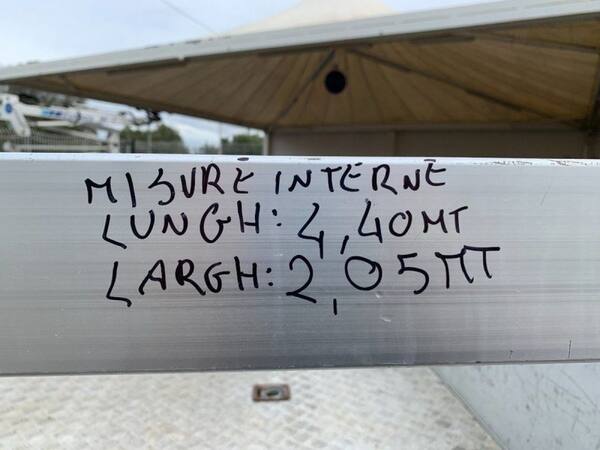 MISURE INTERNE
LUNGH: 4,40MT
LARGH: 2,05MT